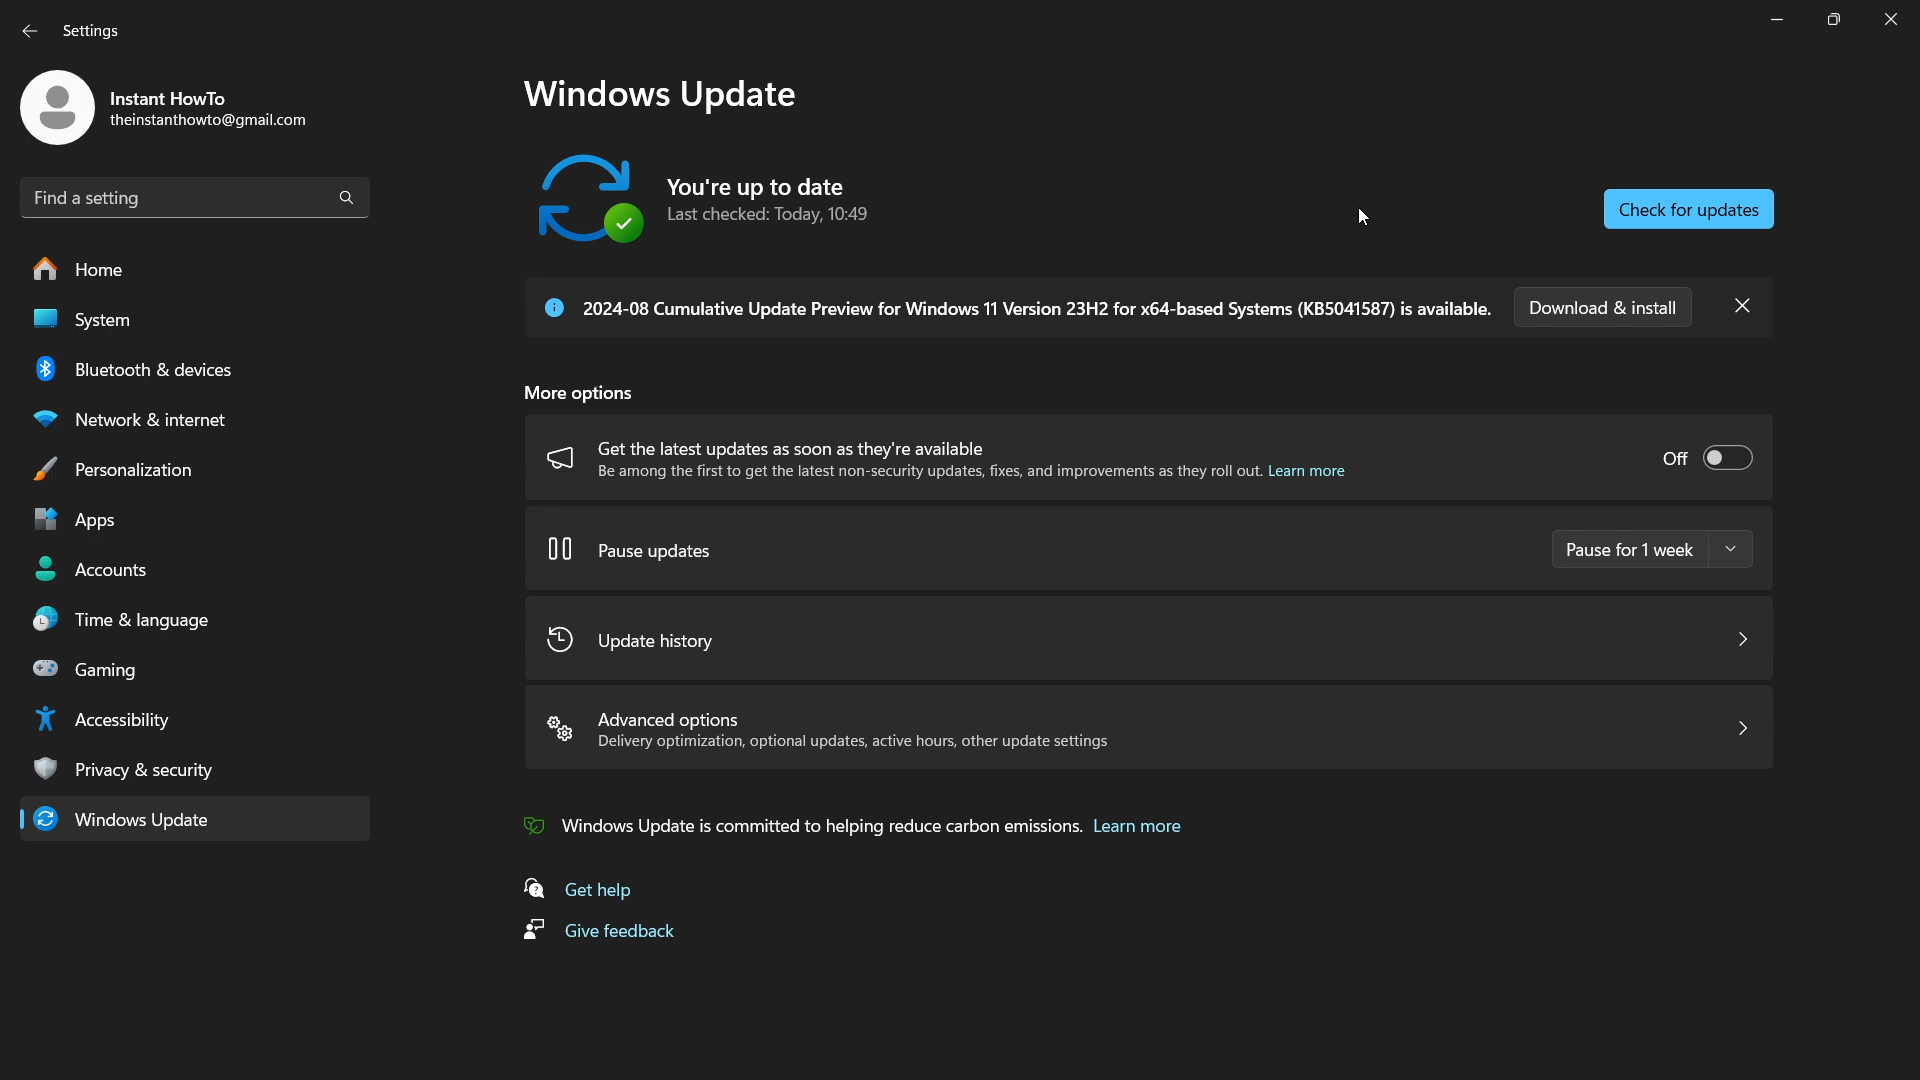 Settings
Instant HowTo
theinstanthowto@gmail.com
Find a setting
Home
System
Bluetooth & devices
Network & internet
Personalization
Apps
Accounts
Time & language
Gaming
Accessibility
Privacy & security
Windows Update
Windows Update
You're up to date
Last checked: Today, 10:49
Check for updates
2024-08 Cumulative Update Preview for Windows 11 Version 23H2 for x64-based Systems (KB5041587) is available.
Download & install
More options
Get the latest updates as soon as they're available
Be among the first to get the latest non-security updates, fixes, and improvements as they roll out. Learn more
Off
Pause updates
Pause for 1 week
Update history
Advanced options
Delivery optimization, optional updates, active hours, other update settings
Windows Update is committed to helping reduce carbon emissions. Learn more
Get help
Give feedback